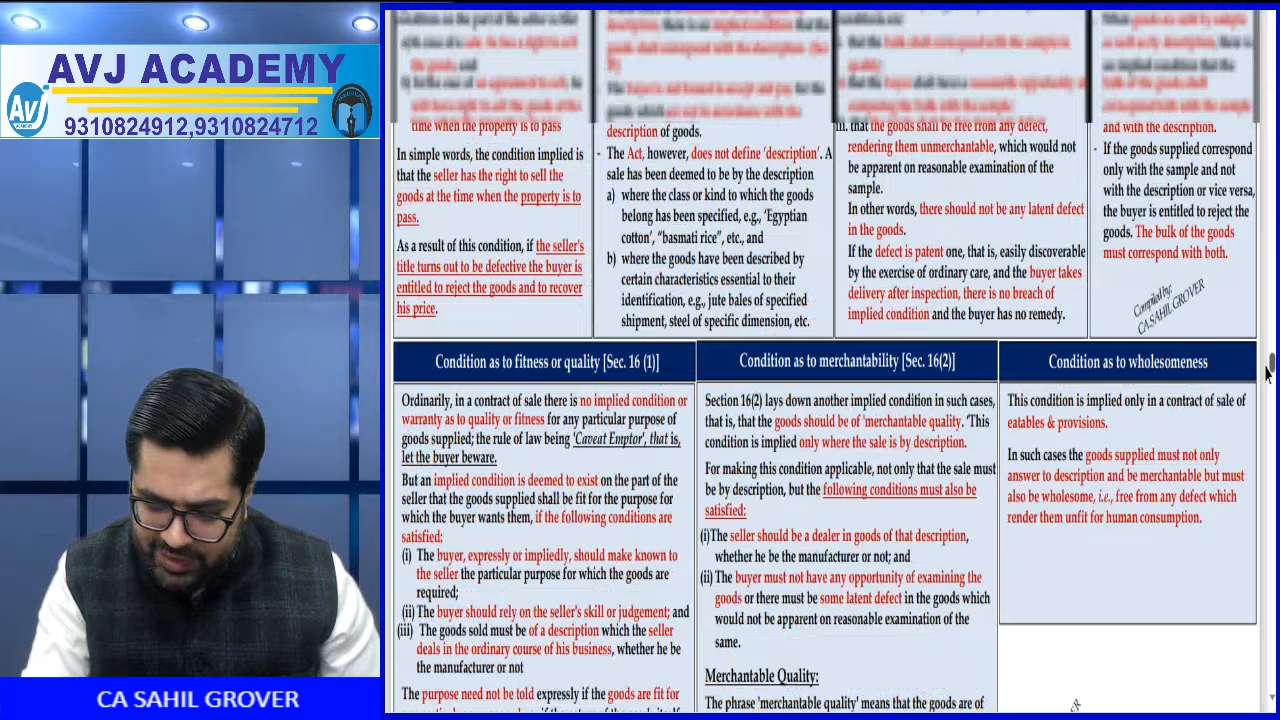 AVJ ACADEMY
9310824912,9310824712
CA SAHIL GROVER
time when the property is to pass
In simple words, the condition implied is
that the seller has the right to sell the
goods at the time when the property is to
pass.
As a result of this condition, if the seller's
title turns out to be defective the buyer is
entitled to reject the goods and to recover
his price.
description of goods.
- The Act, however, does not define 'description'. A
sale has been deemed to be by the description
a) where the class or kind to which the goods
belong has been specified, e.g., 'Egyptian
cotton', "basmati rice", etc., and
b) where the goods have been described by
certain characteristics essential to their
identification, e.g., jute bales of specified
shipment, steel of specific dimension, etc.
iii. that the goods shall be free from any defect,
rendering them unmerchantable, which would
not be apparent on reasonable examination of the
sample.
In other words, there should not be any latent defect
in the goods.
If the defect is patent one, that is, easily discoverable
by the exercise of ordinary care, and the buyer takes
delivery after inspection, there is no breach of
implied condition and the buyer has no remedy.
and with the description.
- If the goods supplied correspond
only with the sample and not
with the description or vice versa,
the buyer is entitled to reject the
goods. The bulk of the goods
must correspond with both.
Compiled by:
CA SAHIL GROVER
Condition as to fitness or quality [Sec. 16 (1)]
Ordinarily, in a contract of sale there is no implied condition or
warranty as to quality or fitness for any particular purpose of
goods supplied; the rule of law being 'Caveat Emptor', that is,
let the buyer beware.
But an implied condition is deemed to exist on the part of the
seller that the goods supplied shall be fit for the purpose for
which the buyer wants them, if the following conditions are
satisfied:
(i) The buyer, expressly or impliedly, should make known to
the seller the particular purpose for which the goods are
required;
(ii) The buyer should rely on the seller's skill or judgement; and
(iii) The goods sold must be of a description which the seller
deals in the ordinary course of his business, whether he be
the manufacturer or not
The purpose need not be told expressly if the goods are fit for
Condition as to merchantability [Sec. 16(2)]
Section 16(2) lays down another implied condition in such cases,
that is, that the goods should be of 'merchantable quality. 'This
condition is implied only where the sale is by description.
For making this condition applicable, not only that the sale must
be by description, but the following conditions must also be
satisfied:
(i)The seller should be a dealer in goods of that description,
whether he be the manufacturer or not; and
(ii) The buyer must not have any opportunity of examining the
goods or there must be some latent defect in the goods which
would not be apparent on reasonable examination of the
same.
Merchantable Quality:
The phrase 'merchantable quality' means that the goods are of
Condition as to wholesomeness
This condition is implied only in a contract of sale of
eatables & provisions.
In such cases the goods supplied must not only
answer to description and be merchantable but must
also be wholesome, i.e., free from any defect which
render them unfit for human consumption.